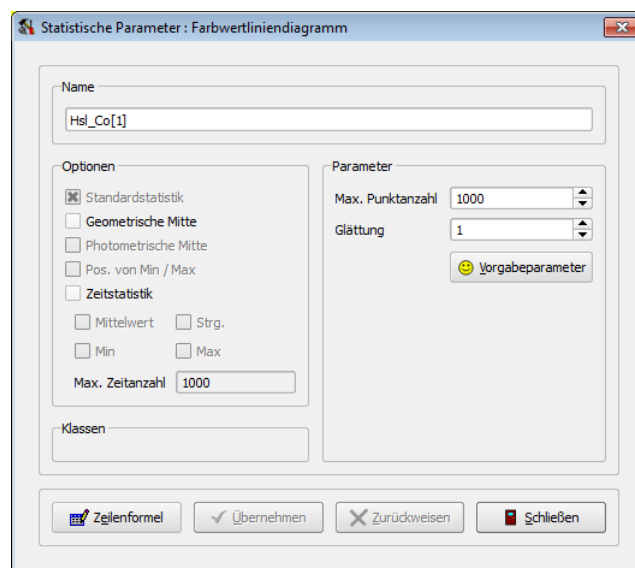 Statistische Parameter : Farbwertliniendiagramm
Name
Hsl_Co[1]
Optionen
Standardstatistik
Geometrische Mitte
Photometrische Mitte
Pos. von Min / Max
Zeitstatistik
Mittelwert
Strg.
Min
Max
Max. Zeitanzahl
1000
Klassen
Parameter
Max. Punktanzahl
1000
Glättung
1
Vorgabeparameter
Zeilenformel
Übernehmen
Zurückweisen
Schließen